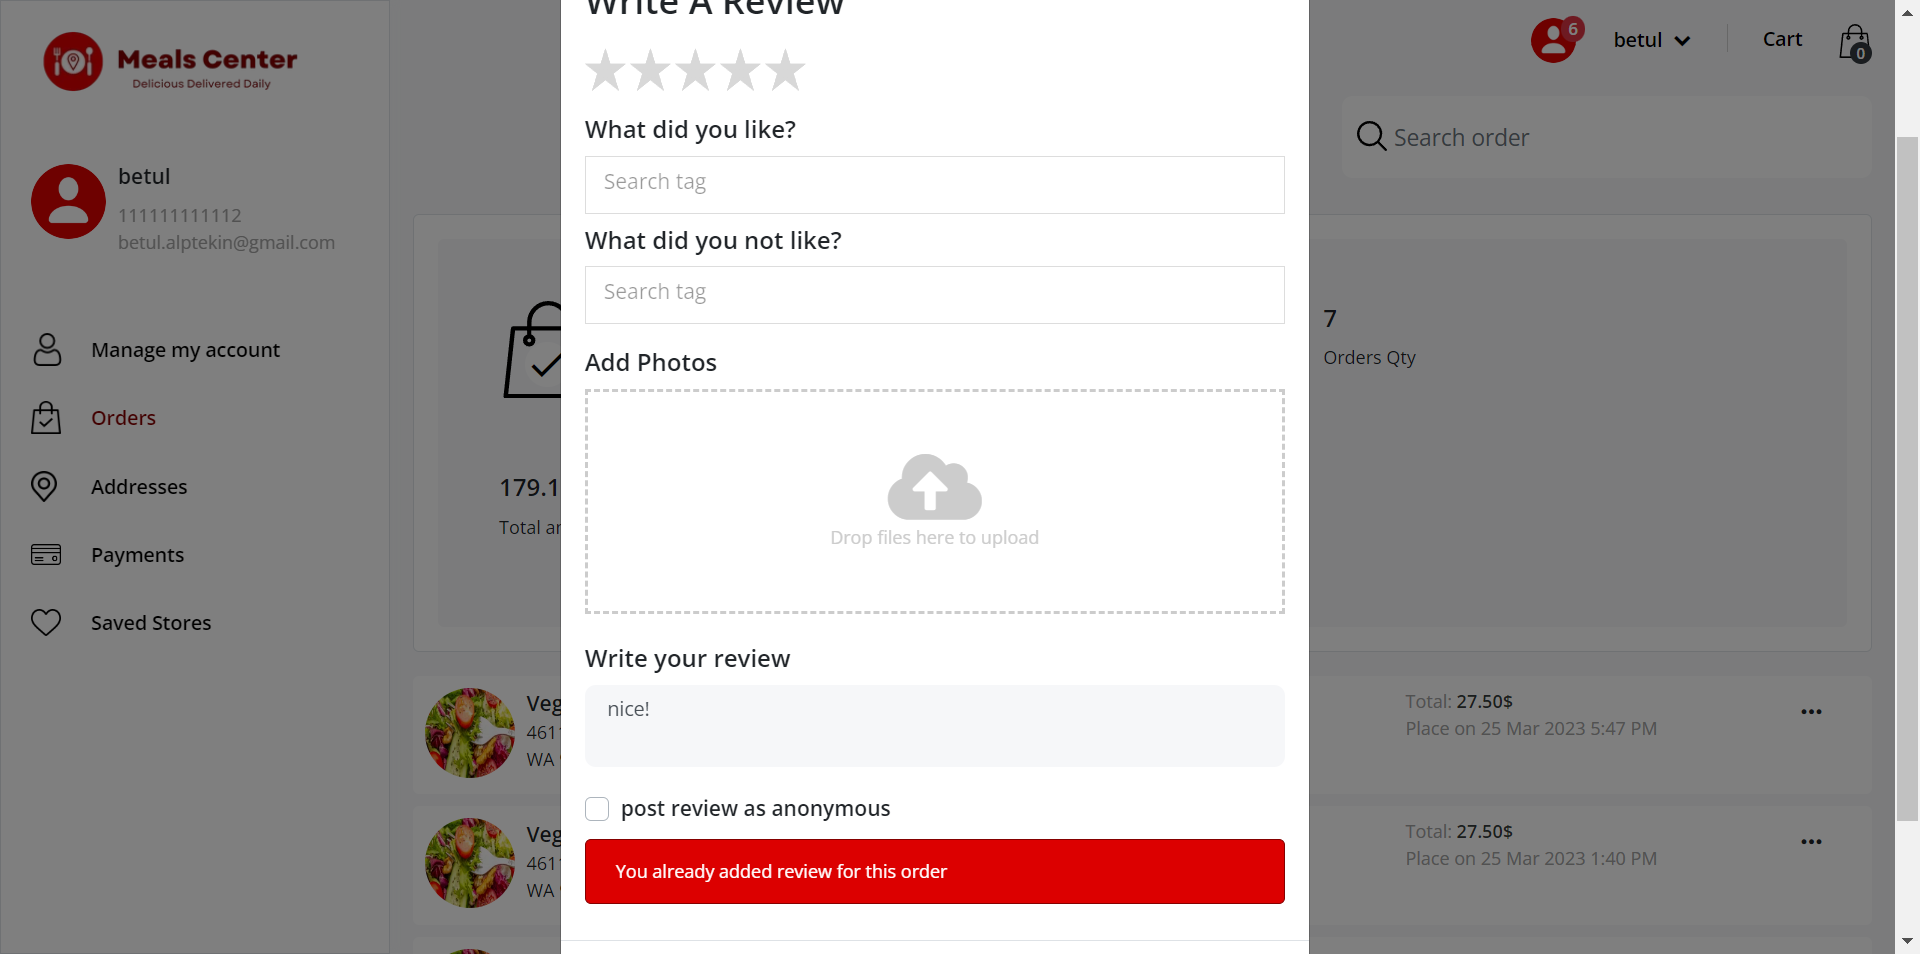 Meals Center
Delicious Delivered Daily
betul
111111111112
betul.alptekin@gmail.com
Manage my account
Orders
Addresses
Payments
Saved Stores
Write A Review
What did you like?
Search tag
What did you not like?
Search tag
Add Photos
Drop files here to upload
Write your review
nice!
post review as anonymous
You already added review for this order
6
betul
Cart
0
Search order
179.1
Total
7
Orders Qty
Veg
461
WA
Total: 27.50$
Place on 25 Mar 2023 5:47 PM
Veg
461
WA
Total: 27.50$
Place on 25 Mar 2023 1:40 PM